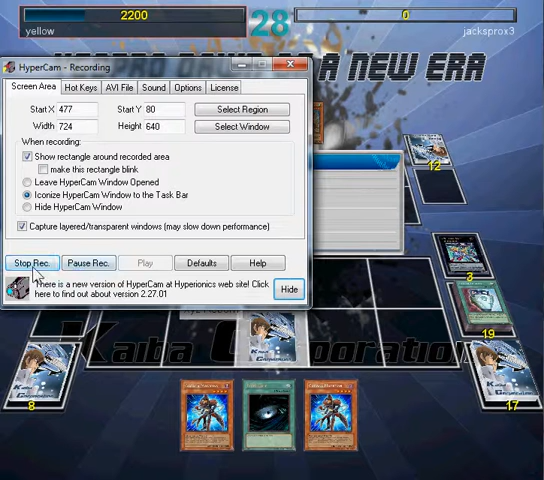 2200
28
0
yellow
jacksprox3
A NEW ERA
HyperCam - Recording
Screen Area
Hot Keys
AVI File
Sound
Options
License
Start X 477
Start Y 80
Select Region
Width 724
Height 640
Select Window
When recording:
Show rectangle around recorded area
make this rectangle blink
Leave HyperCam Window Opened
Iconize HyperCam Window to the Task Bar
Hide HyperCam Window
Capture layered/transparent windows (may slow down performance)
Stop Rec.
Pause Rec.
Play
Defaults
Help
There is a new version of HyperCam at Hyperionics web site! Click
here to find out about version 2.27.01
Hide
12
3
19
Kaiba Corporation
8
17